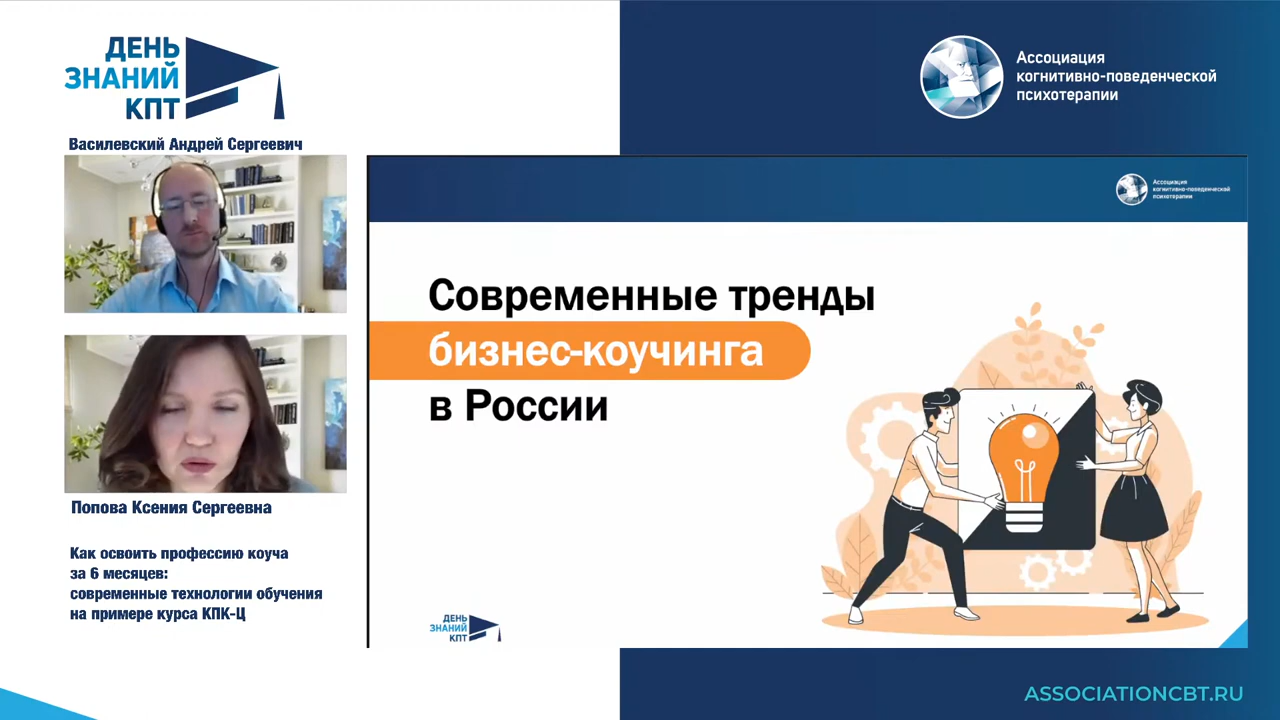 ДЕНЬ
ЗНАНИЙ
КПТ
Ассоциация
когнитивно-поведенческой
психотерапии
Василевский Андрей Сергеевич
Ассоциация
когнитивно-поведенческой
психотерапии
Современные тренды
бизнес-коучинга
в России
Попова Ксения Сергеевна
Как освоить профессию коуча
за 6 месяцев:
современные технологии обучения
на примере курса КПК-Ц
ДЕНЬ
ЗНАНИЙ
КПТ
ASSOCIATIONCBT.RU